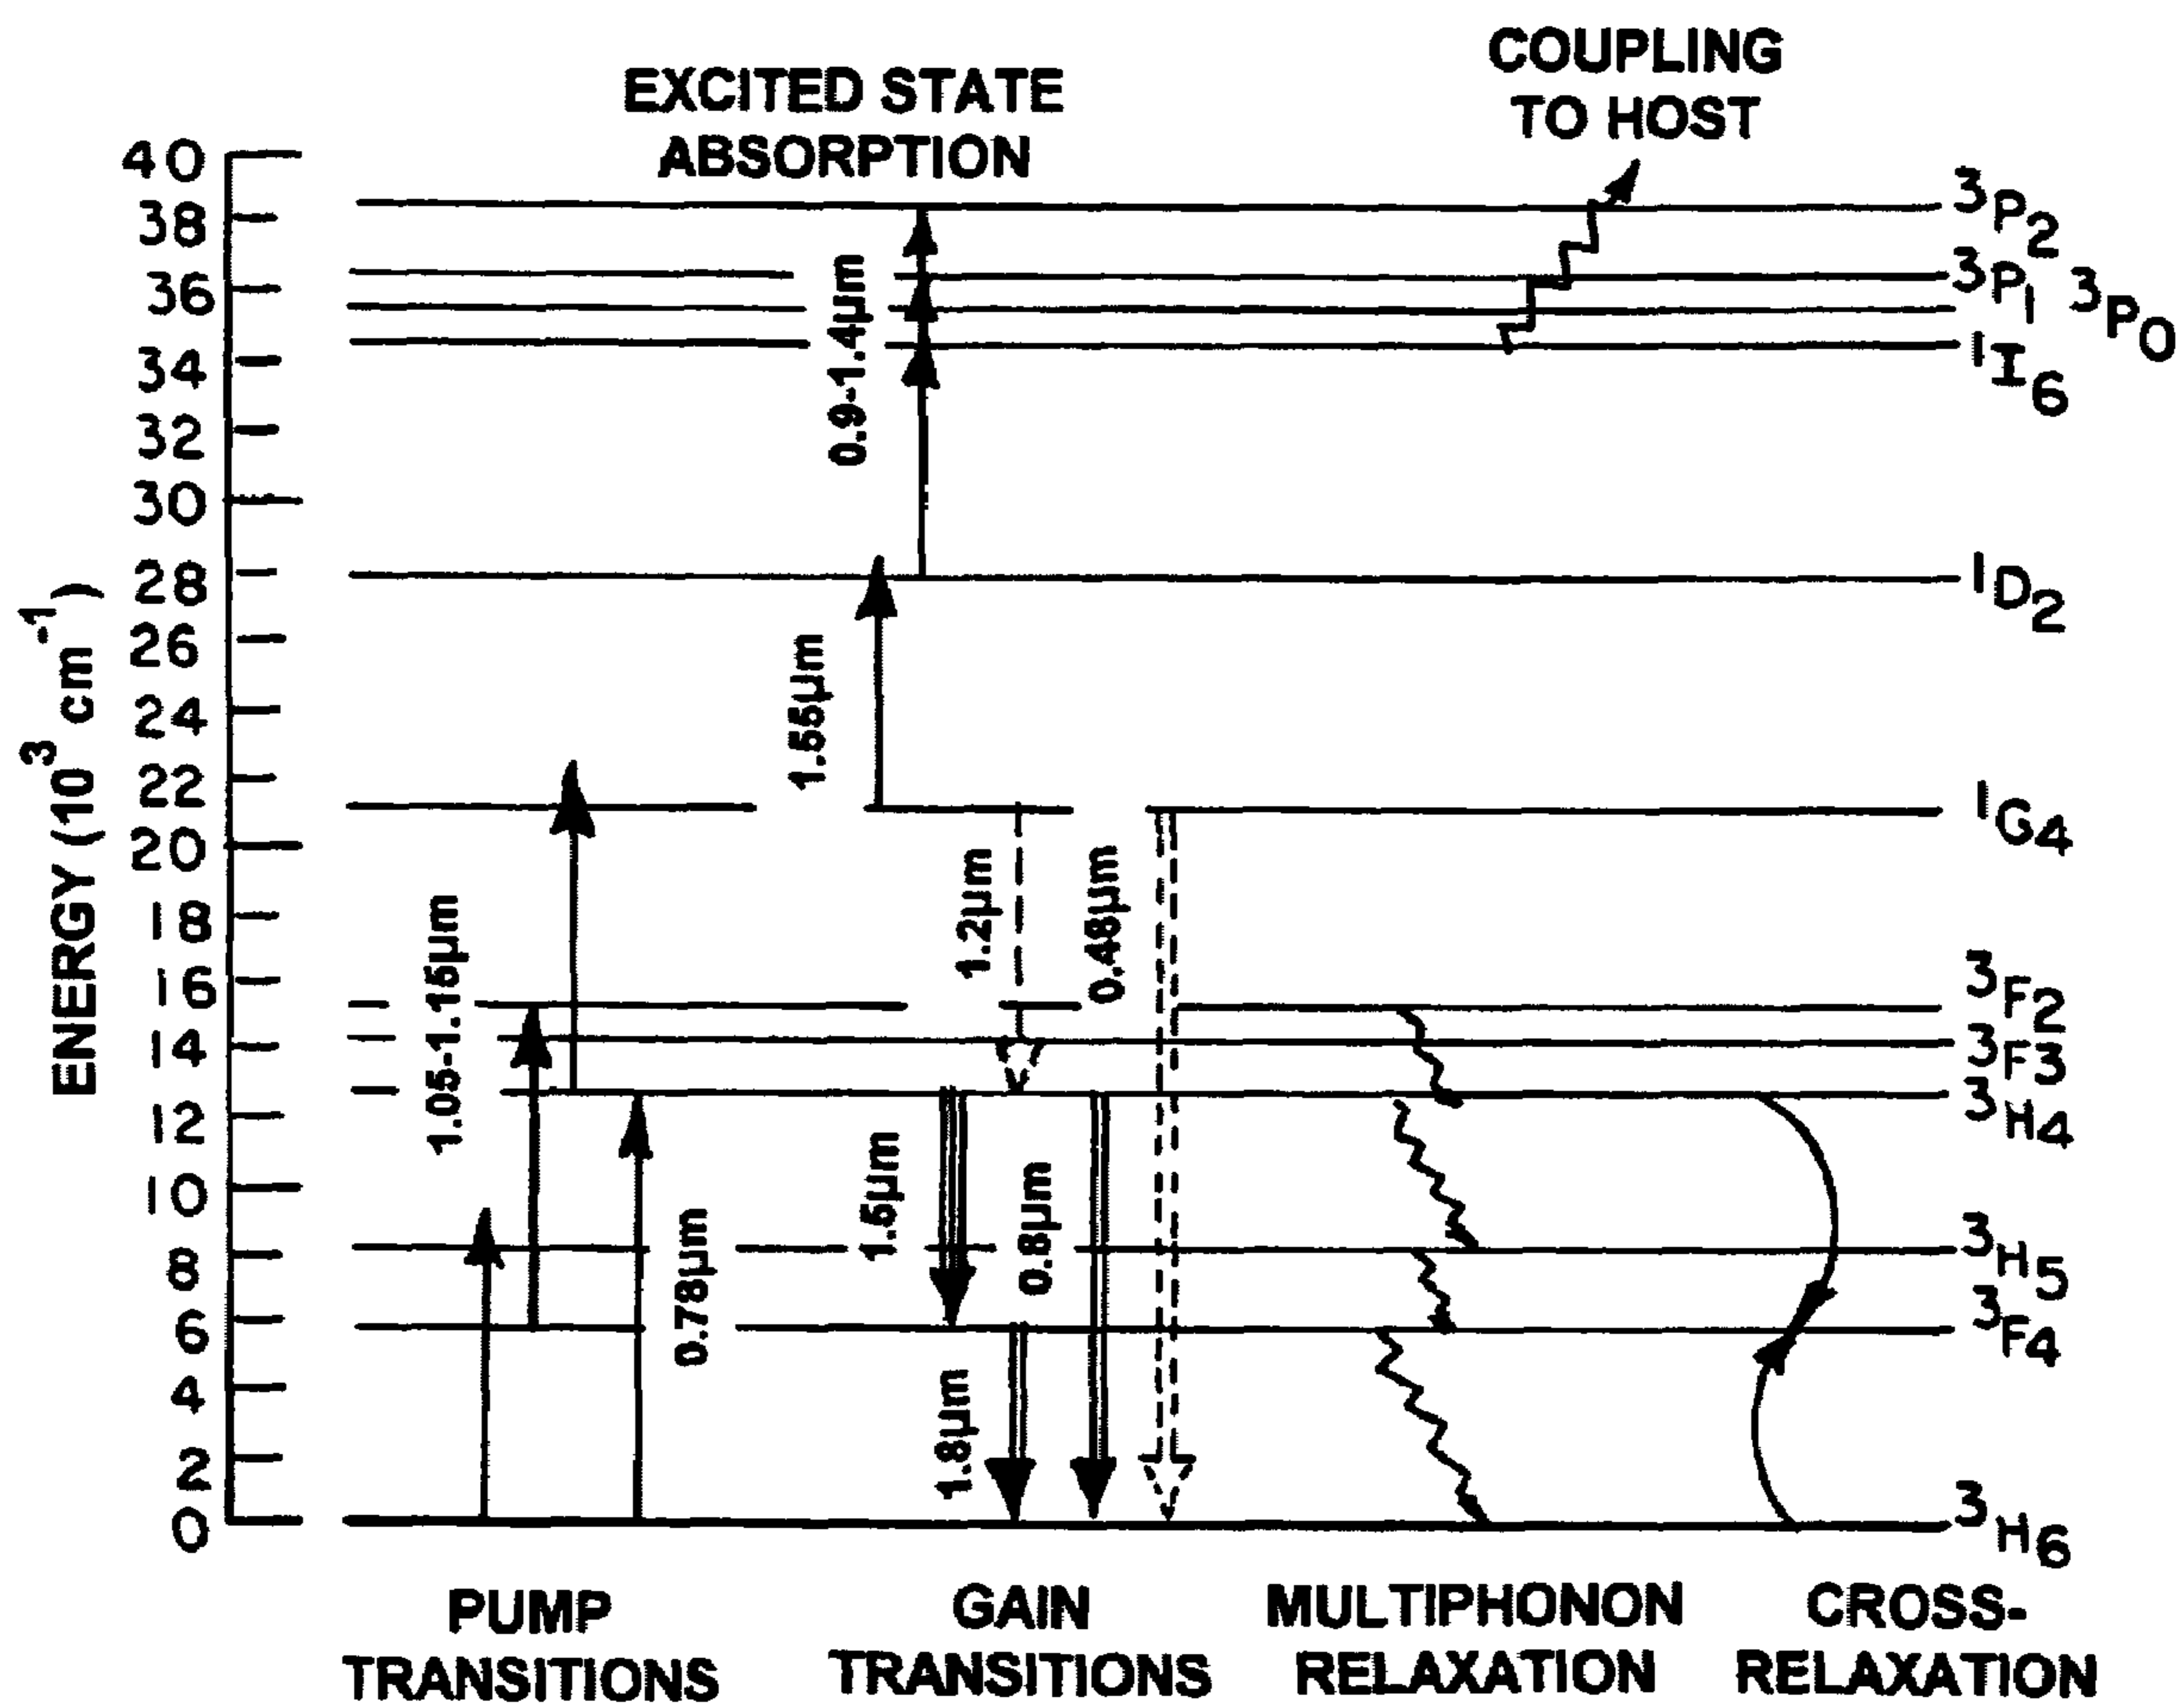 EXCITED STATE
ABSORPTION
COUPLING
TO HOST
ENERGY (10³ cm⁻¹)
40
38
36
34
32
30
28
26
24
22
20
18
16
14
12
10
8
6
4
2
0
³P₂
³P₁
³P₀
¹I₆
¹D₂
¹G₄
³F₂
³F₃
³H₄
³H₅
³F₄
³H₆
0.9-1.4μm
1.55μm
1.2μm
0.48μm
1.05-1.15μm
1.5μm
0.8μm
0.78μm
1.8μm
PUMP
TRANSITIONS
GAIN
TRANSITIONS
MULTIPHONON
RELAXATION
CROSS-
RELAXATION